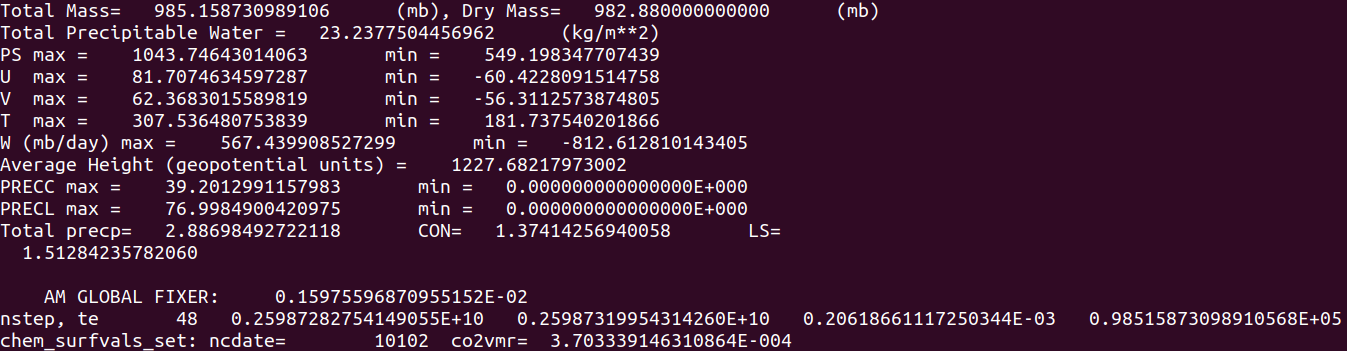 Total Mass=   985.158730989106      (mb), Dry Mass=   982.880000000000      (mb)
Total Precipitable Water =   23.2377504456962      (kg/m**2)
PS max =    1043.74643014063       min =    549.198347707439
U  max =    81.7074634597287       min =   -60.4228091514758
V  max =    62.3683015589819       min =   -56.3112573874805
T  max =    307.536480753839       min =    181.737540201866
W (mb/day) max =    567.439908527299       min =   -812.612810143405
Average Height (geopotential units) =    1227.68217973002
PRECC max =    39.2012991157983       min =   0.000000000000000E+000
PRECL max =    76.9984900420975       min =   0.000000000000000E+000
Total precp=   2.88698492722118       CON=   1.37414256940058       LS=
  1.51284235782060
    AM GLOBAL FIXER:     0.15975596870955152E-02
nstep, te      48   0.25987282754149055E+10   0.25987319954314260E+10   0.20618661117250344E-03   0.98515873098910568E+05
chem_surfvals_set: ncdate=        10102  co2vmr=  3.703339146310864E-004